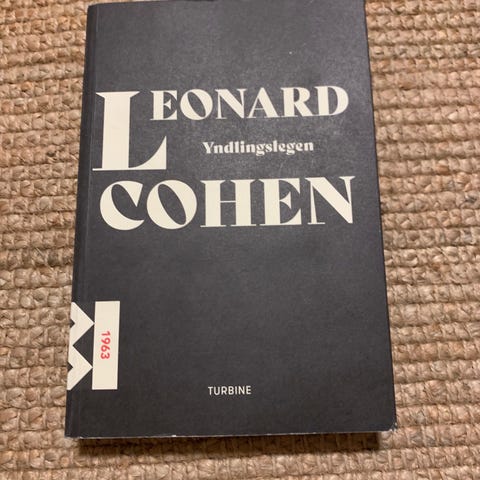 LEONARD
Yndlingslegen
COHEN
1963
TURBINE